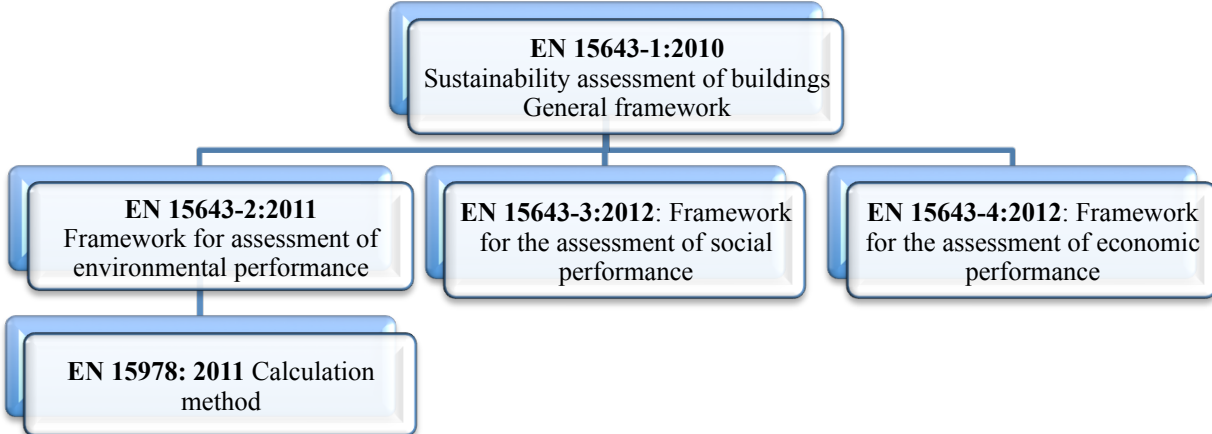 EN 15643-1:2010
Sustainability assessment of buildings
General framework
EN 15643-2:2011
Framework for assessment of
environmental performance
EN 15643-3:2012: Framework
for the assessment of social
performance
EN 15643-4:2012: Framework
for the assessment of economic
performance
EN 15978: 2011 Calculation
method